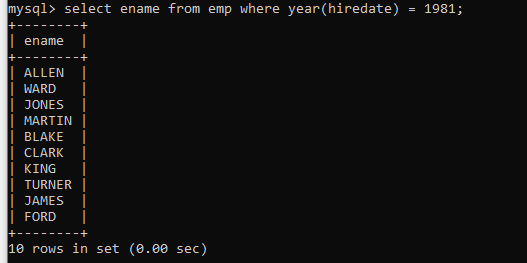 mysql> select ename from emp where year(hiredate) = 1981;
+--------+
| ename  |
+--------+
| ALLEN  |
| WARD   |
| JONES  |
| MARTIN |
| BLAKE  |
| CLARK  |
| KING   |
| TURNER |
| JAMES  |
| FORD   |
+--------+
10 rows in set (0.00 sec)